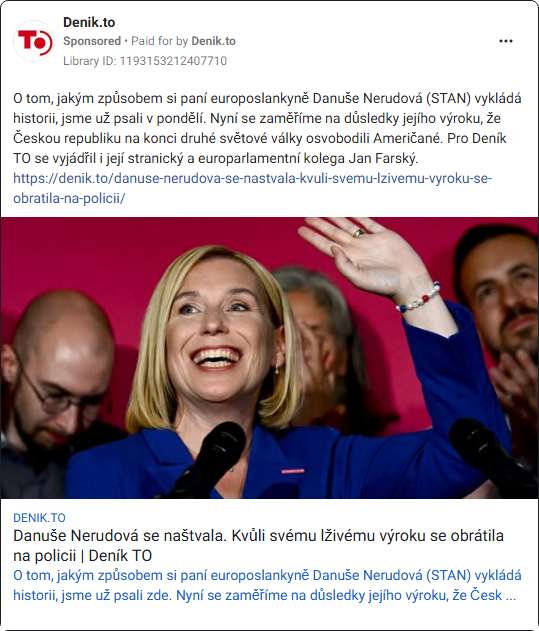 Denik.to
Sponsored • Paid for by Denik.to
Library ID: 1193153212407710
TO
O tom, jakým způsobem si paní europoslankyně Danuše Nerudová (STAN) vykládá
historii, jsme už psali v pondělí. Nyní se zaměříme na důsledky jejího výroku, že
Českou republiku na konci druhé světové války osvobodili Američané. Pro Deník
TO se vyjádřil i její stranický a europarlamentní kolega Jan Farský.
https://denik.to/danuse-nerudova-se-nastvala-kvuli-svemu-lzivemu-vyroku-se-
obratila-na-policii/
DENIK.TO
Danuše Nerudová se naštvala. Kvůli svému lživému výroku se obrátila
na policii | Deník TO
O tom, jakým způsobem si paní europoslankyně Danuše Nerudová (STAN) vykládá
historii, jsme už psali zde. Nyní se zaměříme na důsledky jejího výroku, že Česk ...